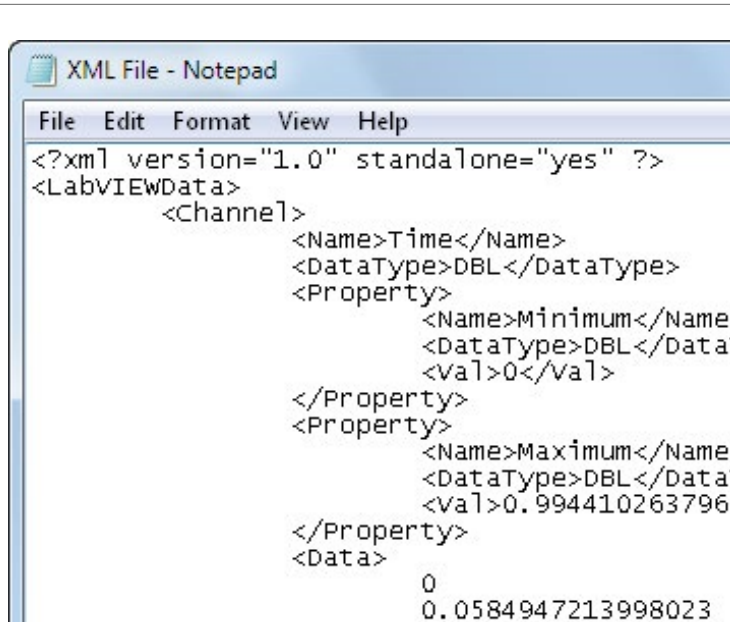 XML File - Notepad
File Edit Format View Help
<?xml version="1.0" standalone="yes" ?>
<LabVIEWData>
<Channel>
<Name>Time</Name>
<DataType>DBL</DataType>
<Property>
<Name>Minimum</Name
<DataType>DBL</Data
<Val>0</Val>
</Property>
<Property>
<Name>Maximum</Name
<DataType>DBL</Data
<Val>0.994410263796
</Property>
<Data>
0
0.0584947213998023